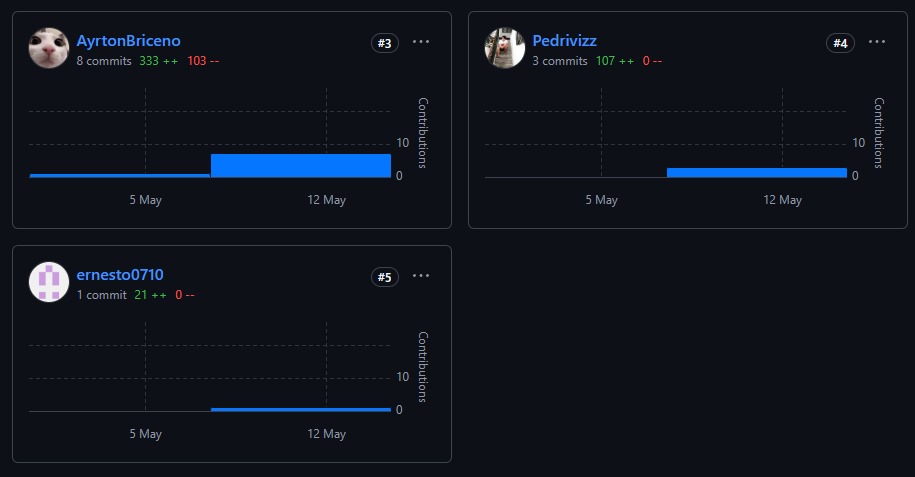 AyrtonBriceno #3 ...
8 commits 333 ++ 103 --
Contributions
10
0
5 May 12 May
Pedrivizz #4 ...
3 commits 107 ++ 0 --
Contributions
10
0
5 May 12 May
ernesto0710 #5 ...
1 commit 21 ++ 0 --
Contributions
10
0
5 May 12 May